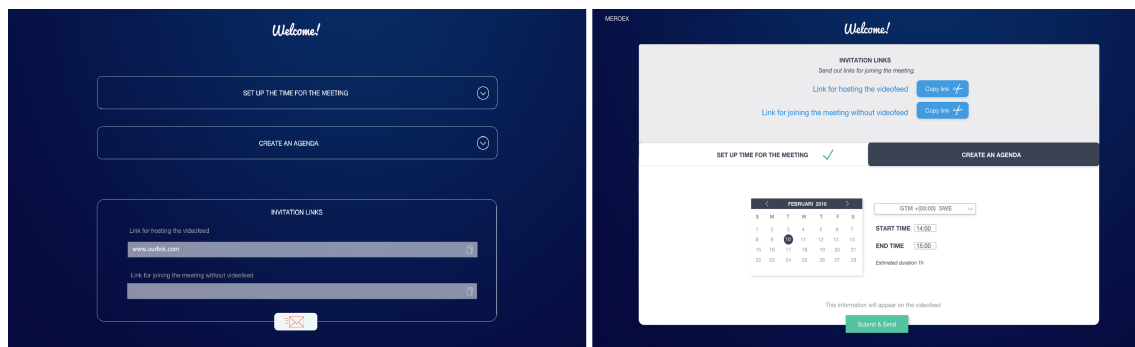 Welcome!
SET UP THE TIME FOR THE MEETING
CREATE AN AGENDA
INVITATION LINKS
Link for hosting the videofeed
www.ourlink.com
Link for joining the meeting without videofeed
MERDEX
Welcome!
INVITATION LINKS
Send out links for joining the meeting.
Link for hosting the videofeed Copy link
Link for joining the meeting without videofeed Copy link
SET UP TIME FOR THE MEETING
CREATE AN AGENDA
FEBRUARI 2016
S M T W T F S
1 2 3 4 5 6 7
8 9 10 11 12 13 14
15 16 17 18 19 20 21
22 23 24 25 26 27 28
GTM +(00:00) SWE
START TIME 14:00
END TIME 15:00
Estimated duration 1h
This information will appear on the videofeed
Submit & Send